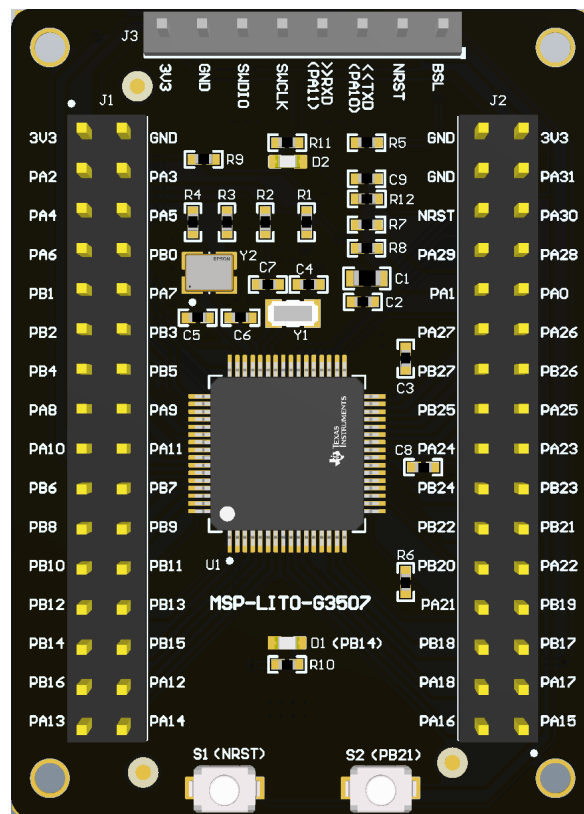 J3
3V3
GND
SWDIO
SWCLK
>>RXD
(PA11)
<<TXD
(PA10)
NRST
BSL
J1
J2
3V3 GND
PA2 PA3
PA4 PA5
PA6 PB0
PB1 PA7
PB2 PB3
PB4 PB5
PA8 PA9
PA10 PA11
PB6 PB7
PB8 PB9
PB10 PB11
PB12 PB13
PB14 PB15
PB16 PA12
PA13 PA14
R11
R5
R9
D2
C9
R12
R4 R3 R2 R1
R7
R8
EPSON
Y2
C7 C4
C1
C2
C5 C6 Y1
C3
TEXAS
INSTRUMENTS
C8
U1
R6
MSP-LITO-G3507
D1 (PB14)
R10
GND 3V3
GND PA31
NRST PA30
PA29 PA28
PA1 PA0
PA27 PA26
PB27 PB26
PB25 PA25
PA24 PA23
PB24 PB23
PB22 PB21
PB20 PA22
PA21 PB19
PB18 PB17
PA18 PA17
PA16 PA15
S1 (NRST)
S2 (PB21)